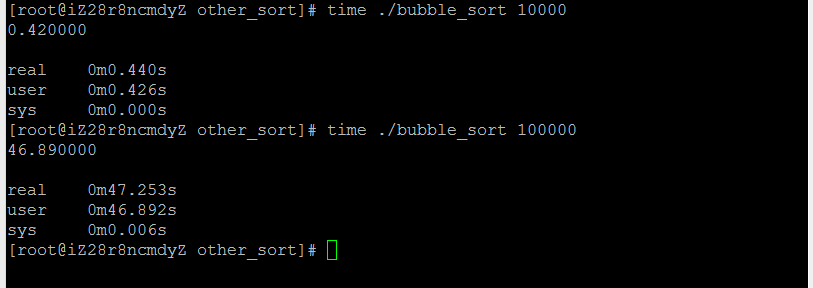 [root@iZ28r8ncmdyZ other_sort]# time ./bubble_sort 10000
0.420000
real 0m0.440s
user 0m0.426s
sys 0m0.000s
[root@iZ28r8ncmdyZ other_sort]# time ./bubble_sort 100000
46.890000
real 0m47.253s
user 0m46.892s
sys 0m0.006s
[root@iZ28r8ncmdyZ other_sort]#